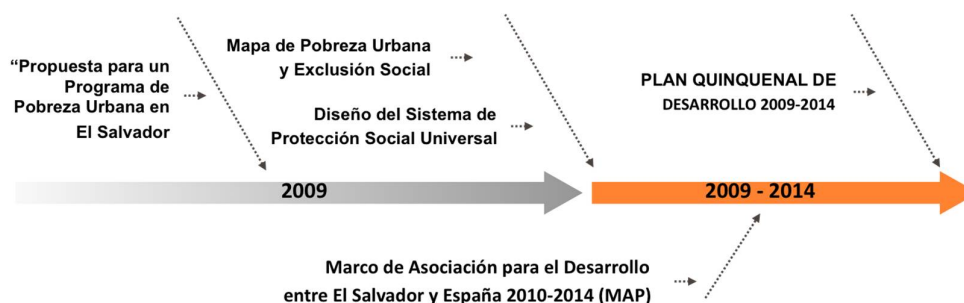 “Propuesta para un
Programa de
Pobreza Urbana en
El Salvador
Mapa de Pobreza Urbana
y Exclusión Social
Diseño del Sistema de
Protección Social Universal
PLAN QUINQUENAL DE
DESARROLLO 2009-2014
2009
2009 - 2014
Marco de Asociación para el Desarrollo
entre El Salvador y España 2010-2014 (MAP)